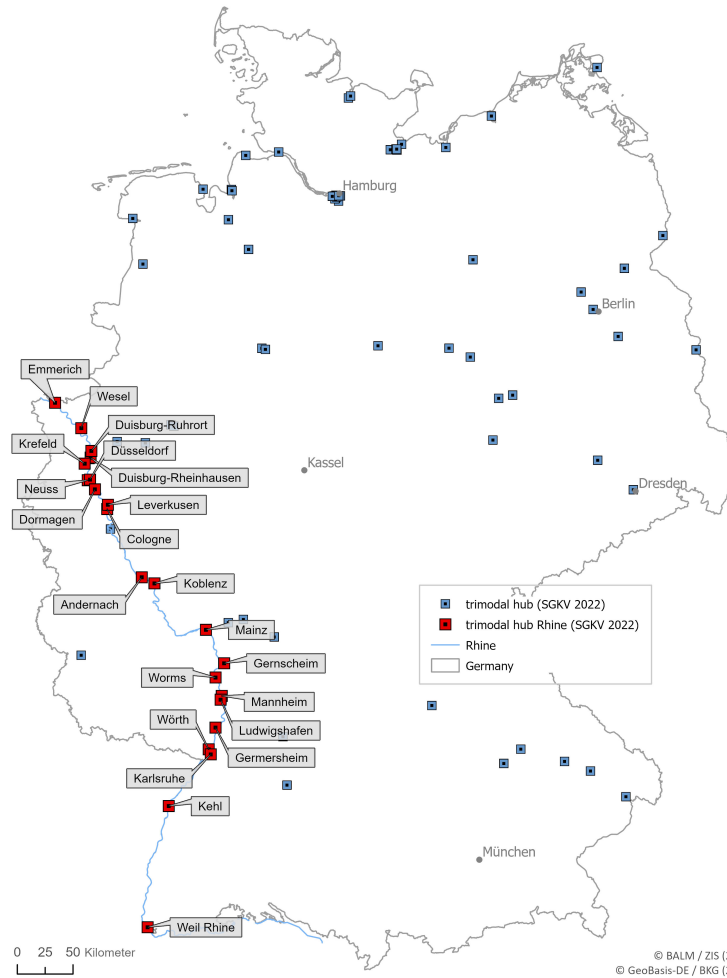 Hamburg
Berlin
Emmerich
Wesel
Duisburg-Ruhrort
Krefeld
Düsseldorf
Kassel
Duisburg-Rheinhausen
Neuss
Dresden
Leverkusen
Dormagen
Cologne
Koblenz
Andernach
trimodal hub (SGKV 2022)
trimodal hub Rhine (SGKV 2022)
Rhine
Germany
Mainz
Gernscheim
Worms
Mannheim
Wörth
Ludwigshafen
Germersheim
Karlsruhe
Kehl
München
Weil Rhine
0 25 50 Kilometer
© BALM / ZIS (
© GeoBasis-DE / BKG (